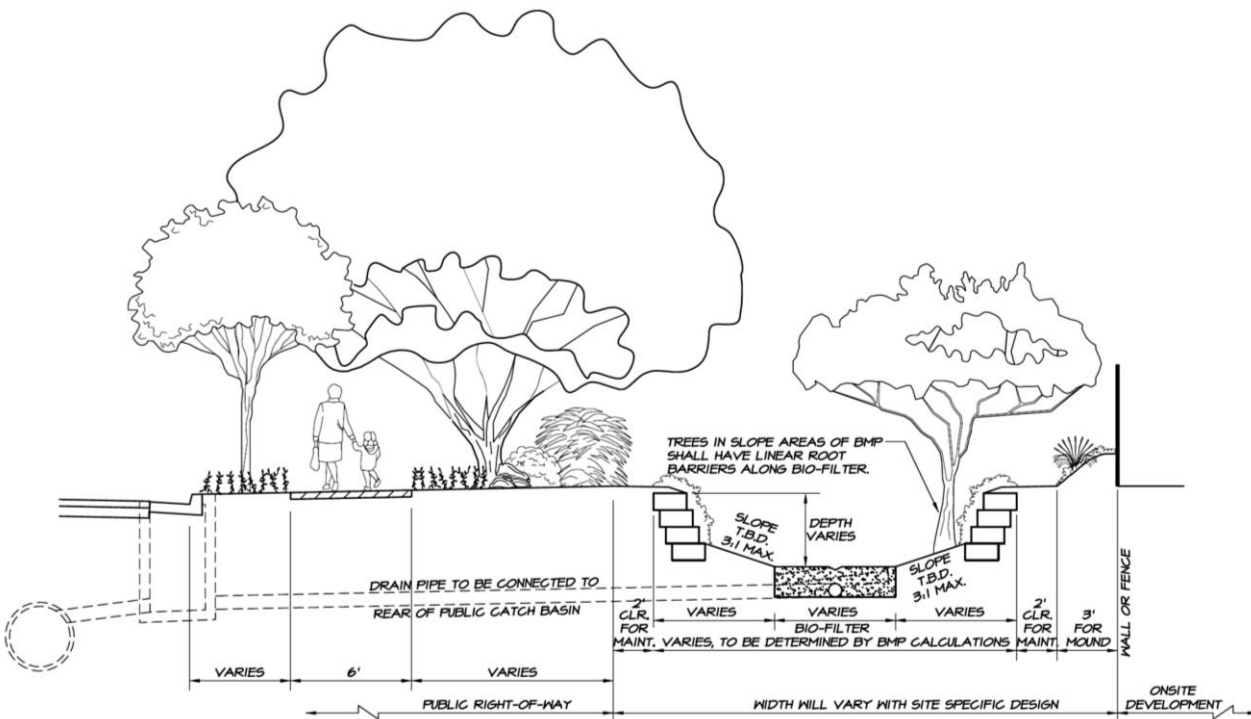 TREES IN SLOPE AREAS OF BMP
SHALL HAVE LINEAR ROOT
BARRIERS ALONG BIO-FILTER.
SLOPE
T.B.D.
3:1 MAX.
DEPTH
VARIES
SLOPE
T.B.D.
3:1 MAX.
DRAIN PIPE TO BE CONNECTED TO
REAR OF PUBLIC CATCH BASIN
2'
CLR.
FOR
MAINT.
VARIES
VARIES
BIO-FILTER
VARIES
VARIES, TO BE DETERMINED BY BMP CALCULATIONS
2'
CLR.
FOR
MAINT.
3'
FOR
MOUND
WALL OR FENCE
VARIES
6'
VARIES
PUBLIC RIGHT-OF-WAY
WIDTH WILL VARY WITH SITE SPECIFIC DESIGN
ONSITE
DEVELOPMENT